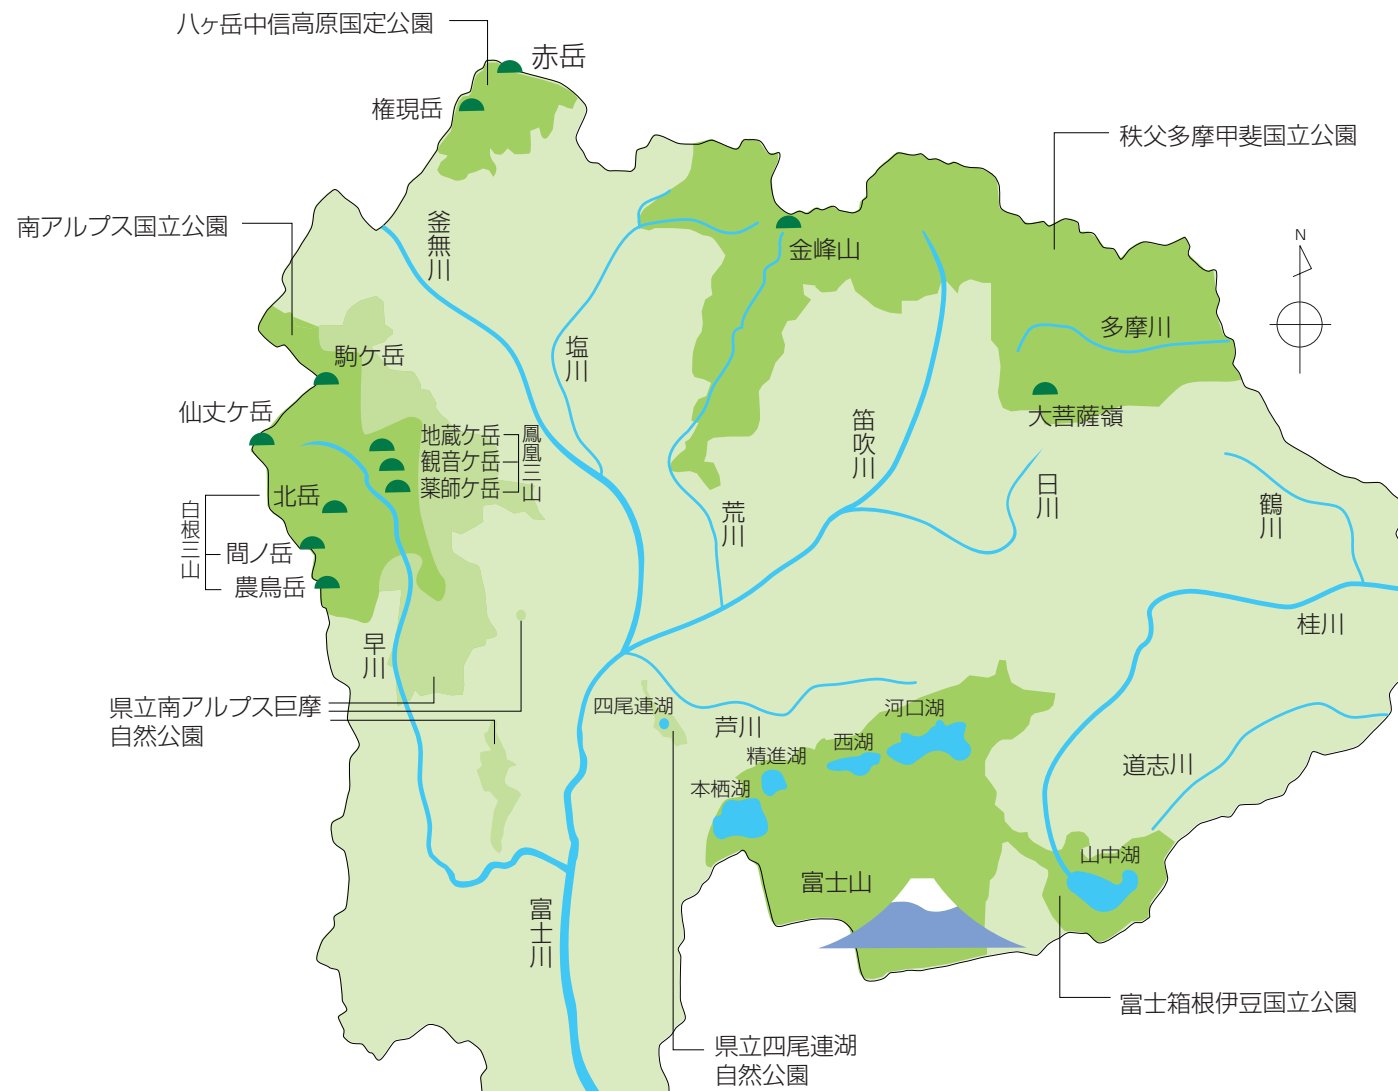 八ヶ岳中信高原国定公園
赤岳
権現岳
秩父多摩甲斐国立公園
南アルプス国立公園
釜無川
金峰山
N
多摩川
駒ケ岳
塩川
仙丈ケ岳
大菩薩嶺
笛吹川
地蔵ケ岳
観音ケ岳
薬師ケ岳
鳳凰三山
北岳
間ノ岳
農鳥岳
白根三山
荒川
日川
鶴川
桂川
早川
県立南アルプス巨摩
自然公園
四尾連湖
芦川
河口湖
西湖
精進湖
本栖湖
道志川
山中湖
富士山
富士川
富士箱根伊豆国立公園
県立四尾連湖
自然公園